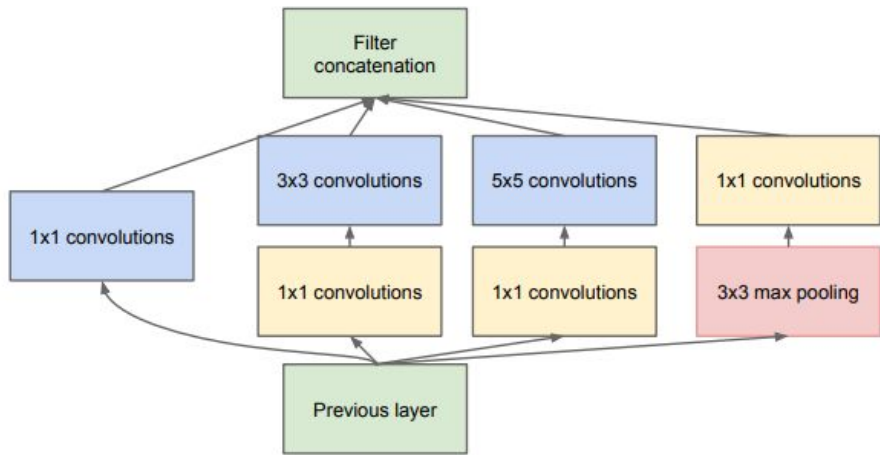 Filter
concatenation
3x3 convolutions
5x5 convolutions
1x1 convolutions
1x1 convolutions
1x1 convolutions
1x1 convolutions
3x3 max pooling
Previous layer